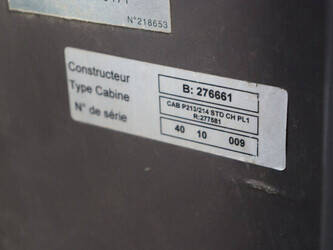 N°218653
Constructeur B: 276661
Type Cabine CAB P213/214 STD CH PL1
R:277581
N° de série 40 10 009